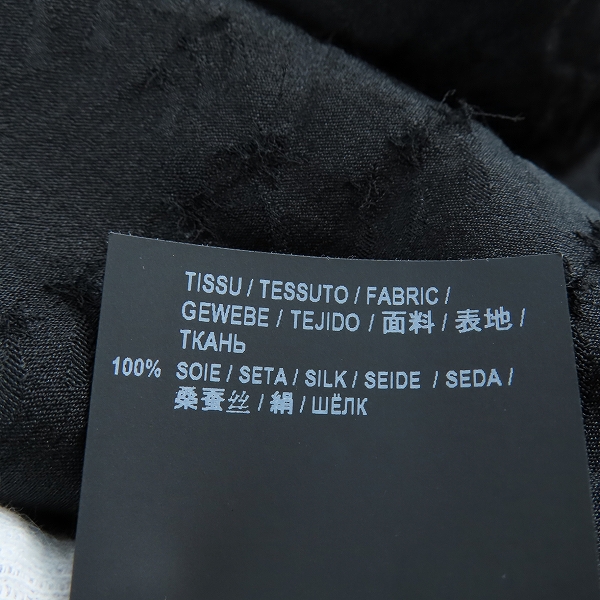 TISSU / TESSUTO / FABRIC /
GEWEBE / TEJIDO / 面料 / 表地 /
ТКАНЬ
100% SOIE / SETA / SILK / SEIDE / SEDA /
桑蚕丝 / 絹 / ШЁЛК